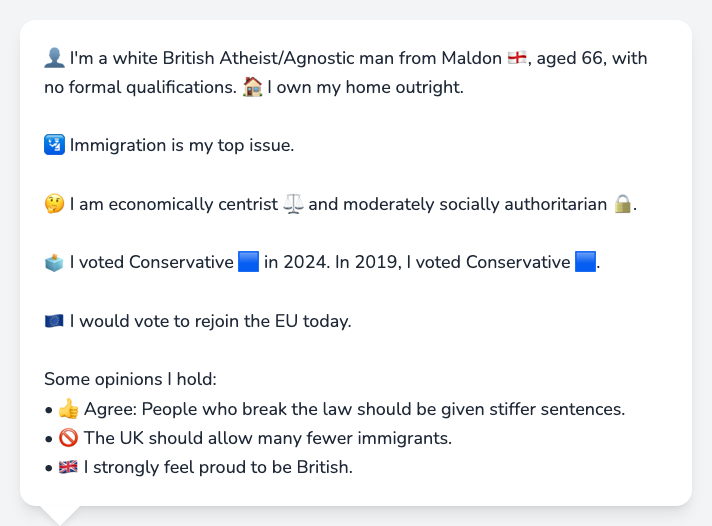 👤 I'm a white British Atheist/Agnostic man from Maldon 🏴󠁧󠁢󠁥󠁮󠁧󠁿, aged 66, with
no formal qualifications. 🏠 I own my home outright.
🛂 Immigration is my top issue.
🤔 I am economically centrist ⚖️ and moderately socially authoritarian 🔒.
🗳️ I voted Conservative 🟦 in 2024. In 2019, I voted Conservative 🟦.
🇪🇺 I would vote to rejoin the EU today.
Some opinions I hold:
• 👍 Agree: People who break the law should be given stiffer sentences.
• 🚫 The UK should allow many fewer immigrants.
• 🇬🇧 I strongly feel proud to be British.